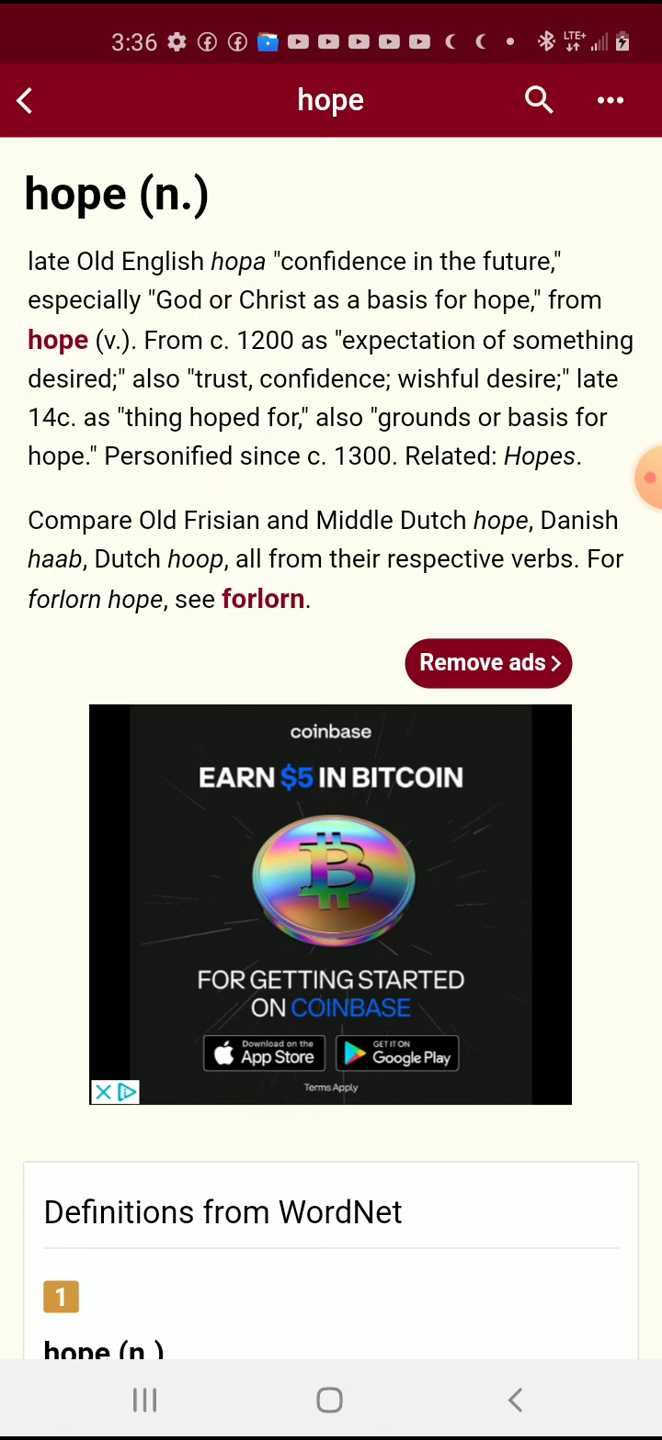 3:36 LTE+
hope
hope (n.)
late Old English hopa "confidence in the future,"
especially "God or Christ as a basis for hope," from
hope (v.). From c. 1200 as "expectation of something
desired;" also "trust, confidence; wishful desire;" late
14c. as "thing hoped for," also "grounds or basis for
hope." Personified since c. 1300. Related: Hopes.
Compare Old Frisian and Middle Dutch hope, Danish
haab, Dutch hoop, all from their respective verbs. For
forlorn hope, see forlorn.
Remove ads
coinbase
EARN $5 IN BITCOIN
FOR GETTING STARTED
ON COINBASE
Download on the
App Store
GET IT ON
Google Play
Terms Apply
Definitions from WordNet
1
hope (n.)